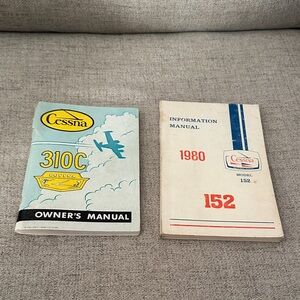 Cessna
310C
OWNER'S MANUAL
INFORMATION
MANUAL
1980
Cessna
MODEL
152
152